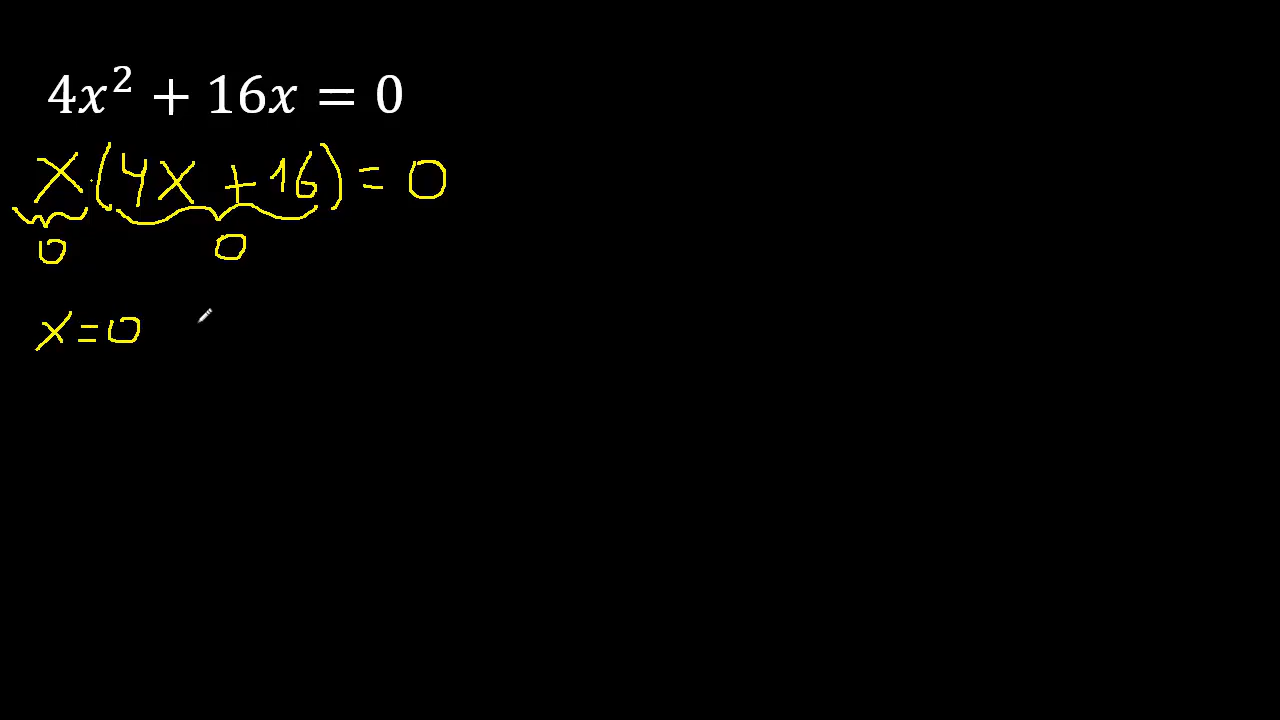 4x² + 16x = 0
x·(4x + 16) = 0
0 0
x = 0